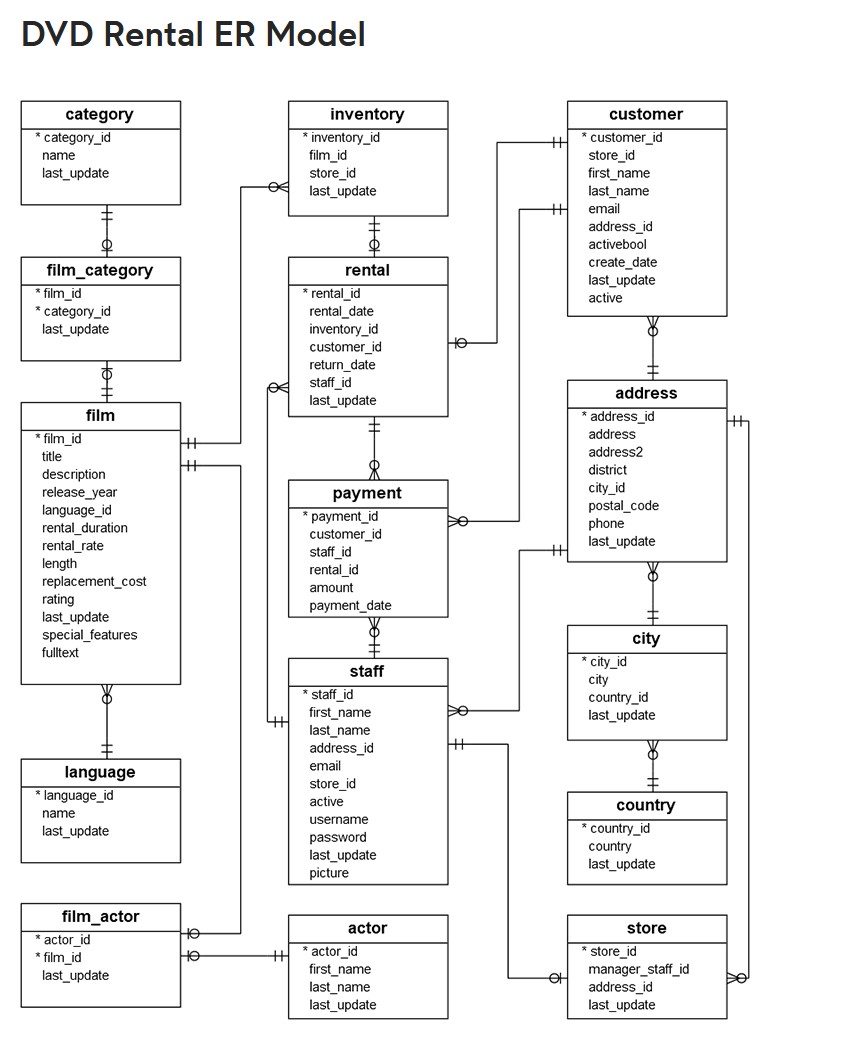 DVD Rental ER Model
category
* category_id
name
last_update
film_category
* film_id
* category_id
last_update
film
* film_id
title
description
release_year
language_id
rental_duration
rental_rate
length
replacement_cost
rating
last_update
special_features
fulltext
language
* language_id
name
last_update
film_actor
* actor_id
* film_id
last_update
inventory
* inventory_id
film_id
store_id
last_update
rental
* rental_id
rental_date
inventory_id
customer_id
return_date
staff_id
last_update
payment
* payment_id
customer_id
staff_id
rental_id
amount
payment_date
staff
* staff_id
first_name
last_name
address_id
email
store_id
active
username
password
last_update
picture
actor
* actor_id
first_name
last_name
last_update
customer
* customer_id
store_id
first_name
last_name
email
address_id
activebool
create_date
last_update
active
address
* address_id
address
address2
district
city_id
postal_code
phone
last_update
city
* city_id
city
country_id
last_update
country
* country_id
country
last_update
store
* store_id
manager_staff_id
address_id
last_update